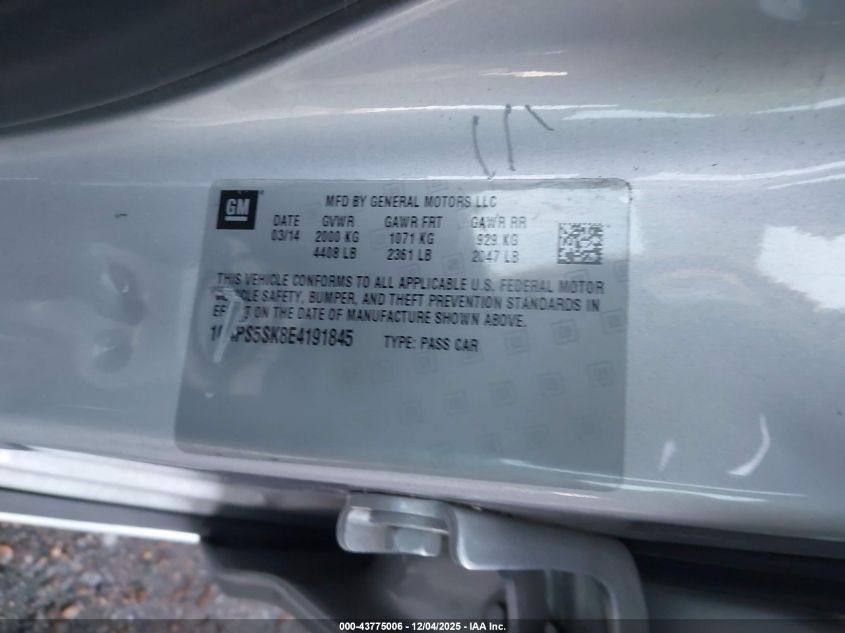 GM
MFD BY GENERAL MOTORS LLC
DATE GVWR GAWR FRT GAWR RR
03/14 2000 KG 1071 KG 929 KG
4408 LB 2361 LB 2047 LB
THIS VEHICLE CONFORMS TO ALL APPLICABLE U.S. FEDERAL MOTOR
VEHICLE SAFETY, BUMPER, AND THEFT PREVENTION STANDARDS IN
EFFECT ON THE DATE OF MANUFACTURE SHOWN ABOVE.
TYPE: PASS CAR
000-43775006 - 12/04/2025 - IAA Inc.